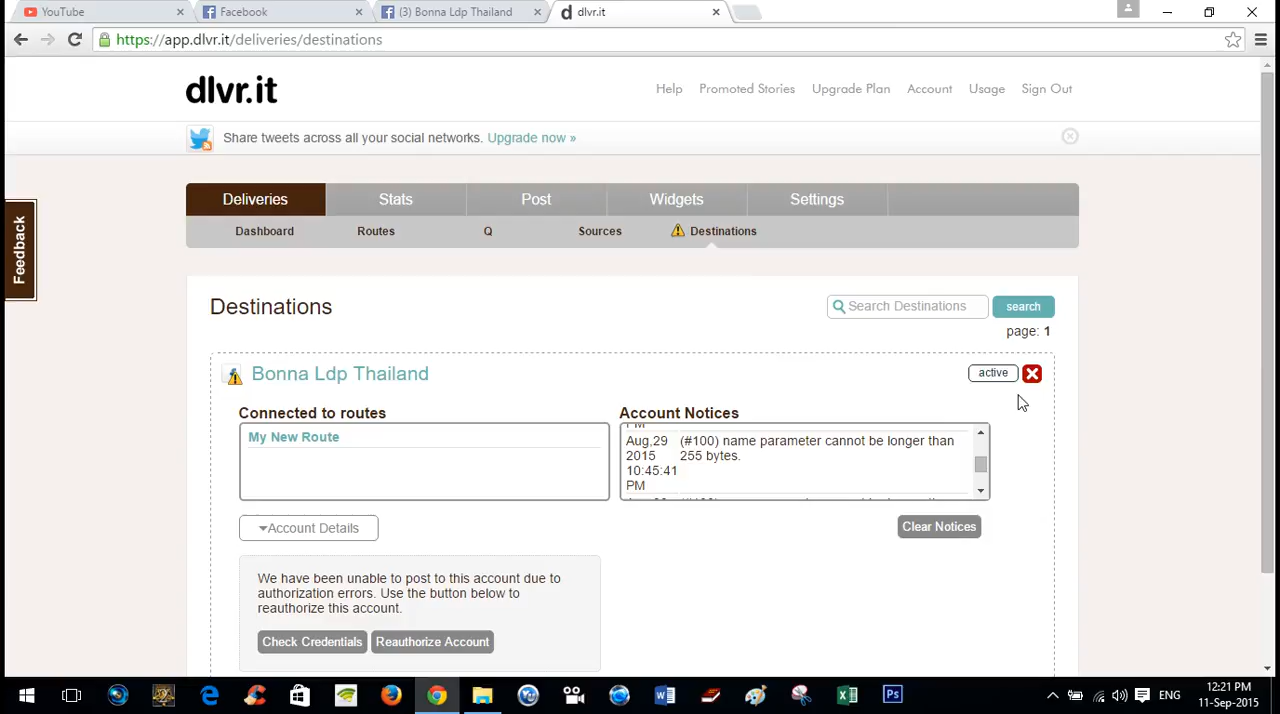 YouTube
Facebook
(3) Bonna Ldp Thailand
dlvr.it
https://app.dlvr.it/deliveries/destinations
dlvr.it
Help Promoted Stories Upgrade Plan Account Usage Sign Out
Share tweets across all your social networks. Upgrade now »
Feedback
Deliveries Stats Post Widgets Settings
Dashboard Routes Q Sources Destinations
Destinations
Search Destinations search
page: 1
Bonna Ldp Thailand
active
Connected to routes
My New Route
Account Notices
PM
Aug,29 (#100) name parameter cannot be longer than
2015 255 bytes.
10:45:41
PM
Account Details
Clear Notices
We have been unable to post to this account due to
authorization errors. Use the button below to
reauthorize this account.
Check Credentials Reauthorize Account
ENG
12:21 PM
11-Sep-2015